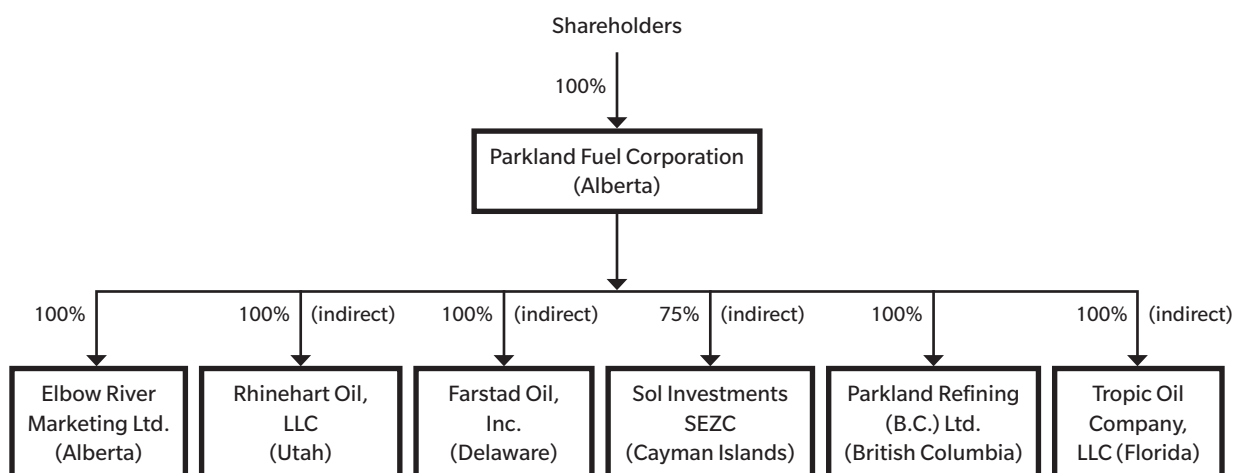 Shareholders
100%
Parkland Fuel Corporation
(Alberta)
100%
100% (indirect)
100% (indirect)
75% (indirect)
100%
100% (indirect)
Elbow River
Marketing Ltd.
(Alberta)
Rhinehart Oil,
LLC
(Utah)
Farstad Oil,
Inc.
(Delaware)
Sol Investments
SEZC
(Cayman Islands)
Parkland Refining
(B.C.) Ltd.
(British Columbia)
Tropic Oil
Company,
LLC (Florida)